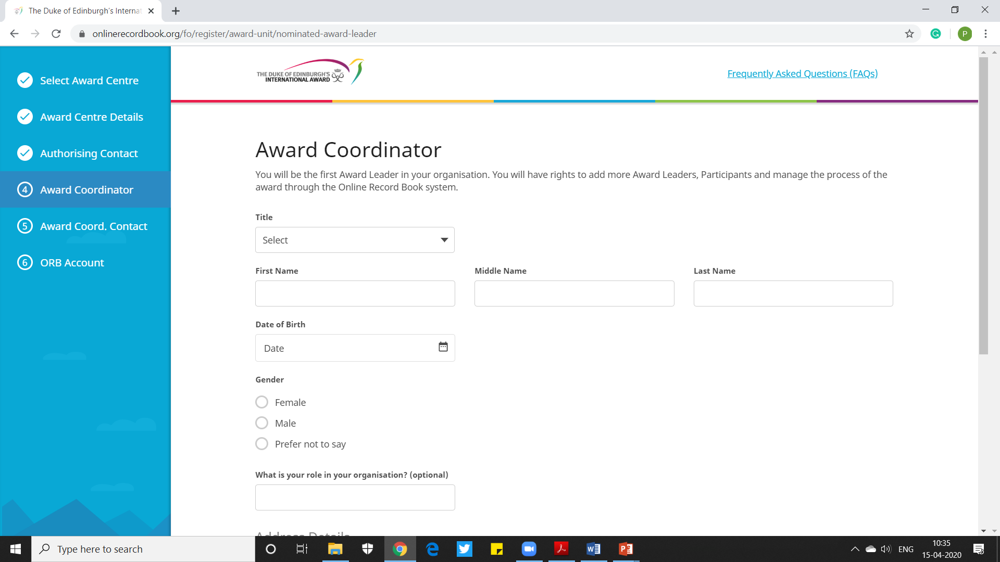 The Duke of Edinburgh's Internat
onlinerecordbook.org/fo/register/award-unit/nominated-award-leader
P
Select Award Centre
Award Centre Details
Authorising Contact
4 Award Coordinator
5 Award Coord. Contact
6 ORB Account
THE DUKE OF EDINBURGH'S
INTERNATIONAL AWARD
Frequently Asked Questions (FAQs)
Award Coordinator
You will be the first Award Leader in your organisation. You will have rights to add more Award Leaders, Participants and manage the process of the
award through the Online Record Book system.
Title
Select
First Name Middle Name Last Name
Date of Birth
Date
Gender
Female
Male
Prefer not to say
What is your role in your organisation? (optional)
Address Details
Type here to search
ENG
10:35
15-04-2020